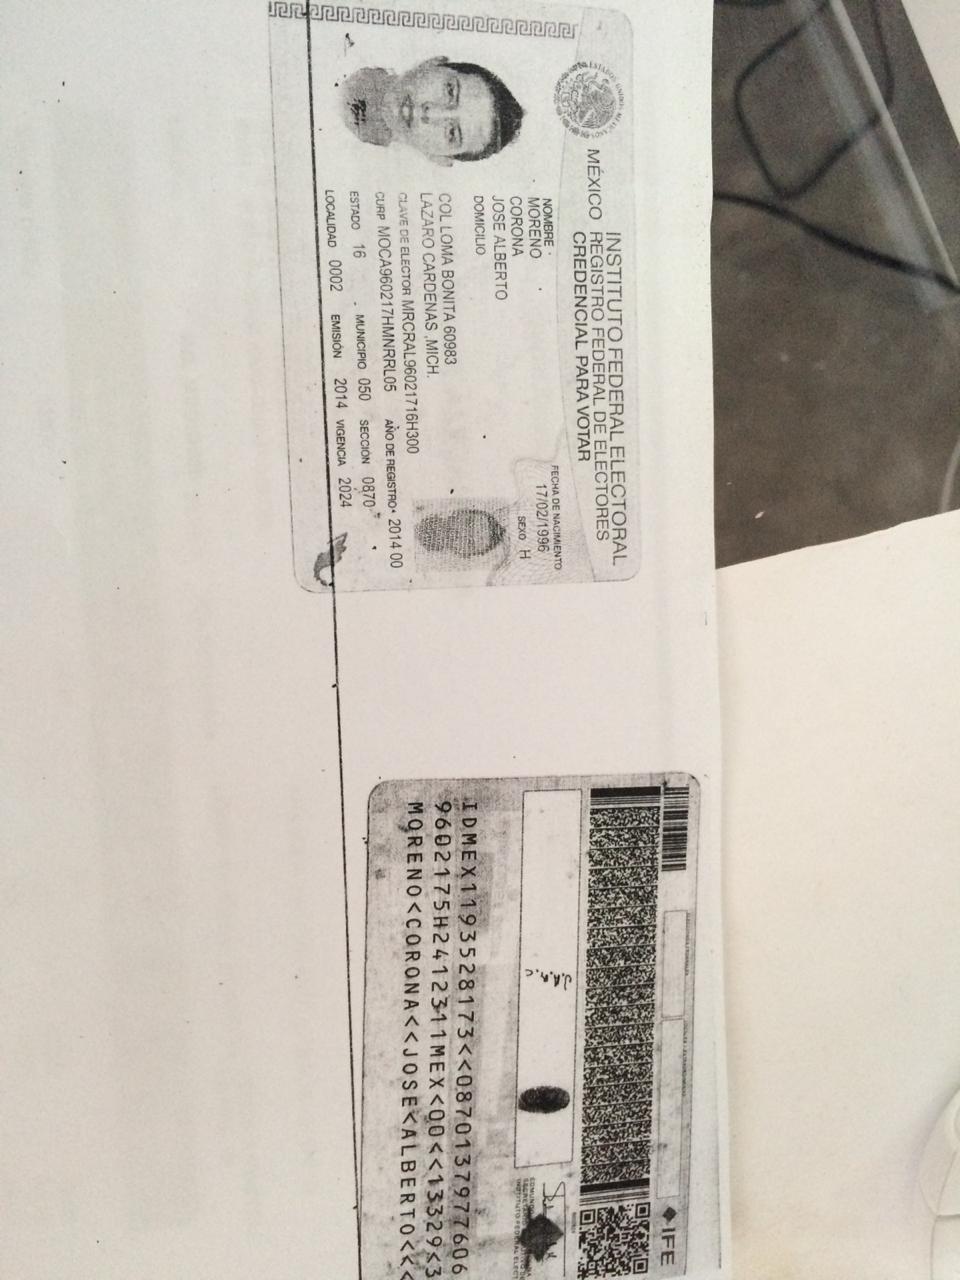 INSTITUTO FEDERAL ELECTORAL
REGISTRO FEDERAL DE ELECTORES
CREDENCIAL PARA VOTAR
MÉXICO
ESTADOS UNIDOS MEXICANOS
NOMBRE
MORENO
CORONA
JOSE ALBERTO
DOMICILIO
COL LOMA BONITA 60983
LAZARO CARDENAS ,MICH.
FECHA DE NACIMIENTO
17/02/1996
SEXO H
CLAVE DE ELECTOR MRCRAL96021716H300
CURP MOCA960217HMNRRL05 AÑO DE REGISTRO 2014 00
ESTADO 16 MUNICIPIO 050 SECCIÓN 0870
LOCALIDAD 0002 EMISIÓN 2014 VIGENCIA 2024
IFE
J.A.M.C
IDMEX1193528173<<0870137977606
9602175H2412311MEX<00<<13329<3
MORENO<CORONA<<JOSE<ALBERTO<<<